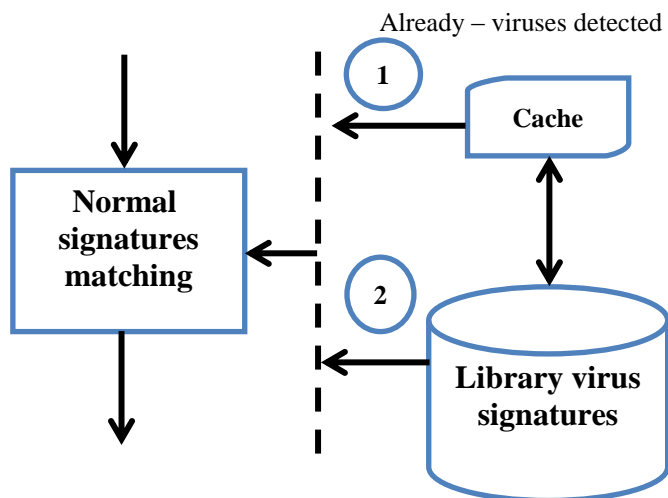 Already – viruses detected
1
Cache
Normal
signatures
matching
2
Library virus
signatures